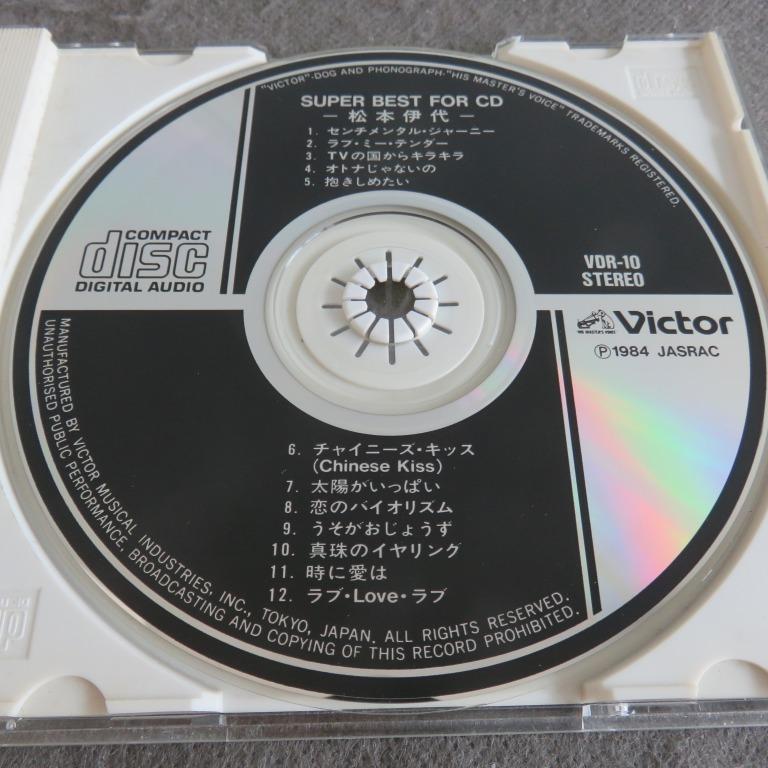 "VICTOR"-DOG AND PHONOGRAPH-"HIS MASTER'S VOICE" TRADEMARKS REGISTERED.
SUPER BEST FOR CD
－松本伊代－
1. センチメンタル・ジャーニー
2. ラブ・ミー・テンダー
3. TVの国からキラキラ
4. オトナじゃないの
5. 抱きしめたい
COMPACT
disc
DIGITAL AUDIO
VDR-10
STEREO
"HIS MASTER'S VOICE"
Victor
Ⓟ1984 JASRAC
6. チャイニーズ・キッス
(Chinese Kiss)
7. 太陽がいっぱい
8. 恋のバイオリズム
9. うそがおじょうず
10. 真珠のイヤリング
11. 時に愛は
12. ラブ・Love・ラブ
MANUFACTURED BY VICTOR MUSICAL INDUSTRIES, INC., TOKYO, JAPAN. ALL RIGHTS RESERVED.
UNAUTHORISED PUBLIC PERFORMANCE, BROADCASTING AND COPYING OF THIS RECORD PROHIBITED.